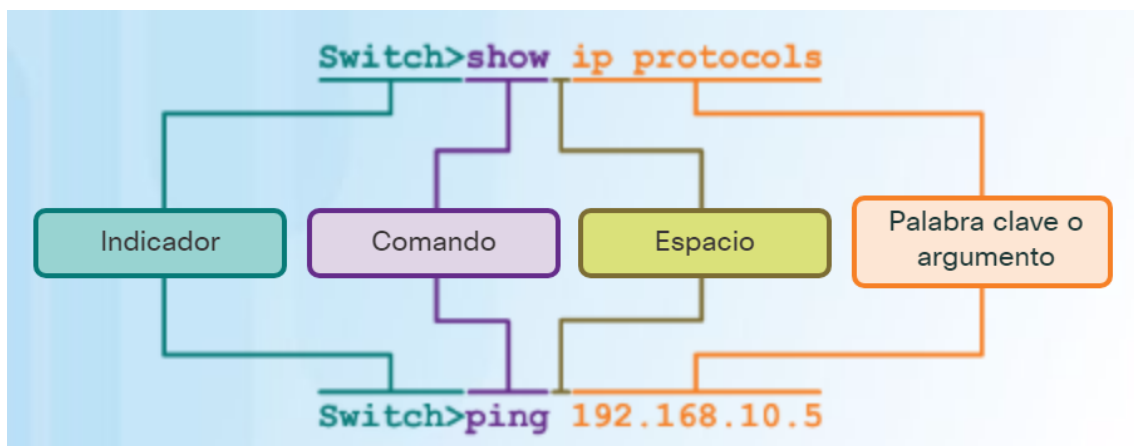 Switch>show ip protocols
Indicador
Comando
Espacio
Palabra clave o
argumento
Switch>ping 192.168.10.5